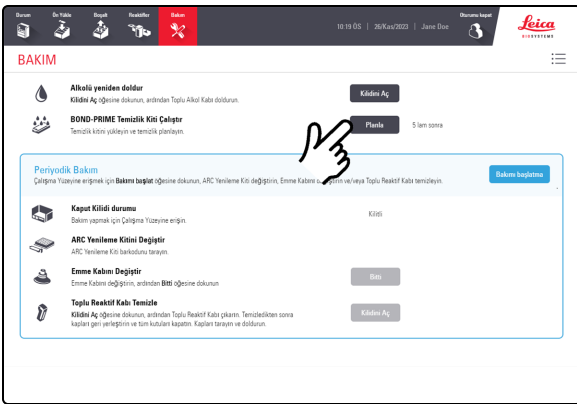 Durum Ön Yükle Boşalt Reaktifler Bakım
10:19 ÖS | 26/Kas/2023 | Jane Doe
Oturumu kapat
Leica
BIOSYSTEMS
BAKIM
Alkolü yeniden doldur
Kilidini Aç öğesine dokunun, ardından Toplu Alkol Kabı doldurun.
Kilidini Aç
BOND-PRIME Temizlik Kiti Çalıştır
Temizlik kitini yükleyin ve temizlik planlayın.
Planla
5 lam sonra
Periyodik Bakım
Çalışma Yüzeyine erişmek için Bakımı başlat öğesine dokunun, ARC Yenileme Kiti değiştirin, Emme Kabını ve/veya Toplu Reaktif Kabı temizleyin.
Bakımı başlatma
Kaput Kilidi durumu
Bakım yapmak için Çalışma Yüzeyine erişin.
Kilitli
ARC Yenileme Kitini Değiştir
ARC Yenileme Kiti barkodunu tarayın.
Emme Kabını Değiştir
Emme Kabını değiştirin, ardından Bitti öğesine dokunun
Bitti
Toplu Reaktif Kabı Temizle
Kilidini Aç öğesine dokunun, ardından Toplu Reaktif Kabı çıkarın. Temizledikten sonra
kapları geri yerleştirin ve tüm kutuları kapatın. Kapları tarayın ve doldurun.
Kilidini Aç